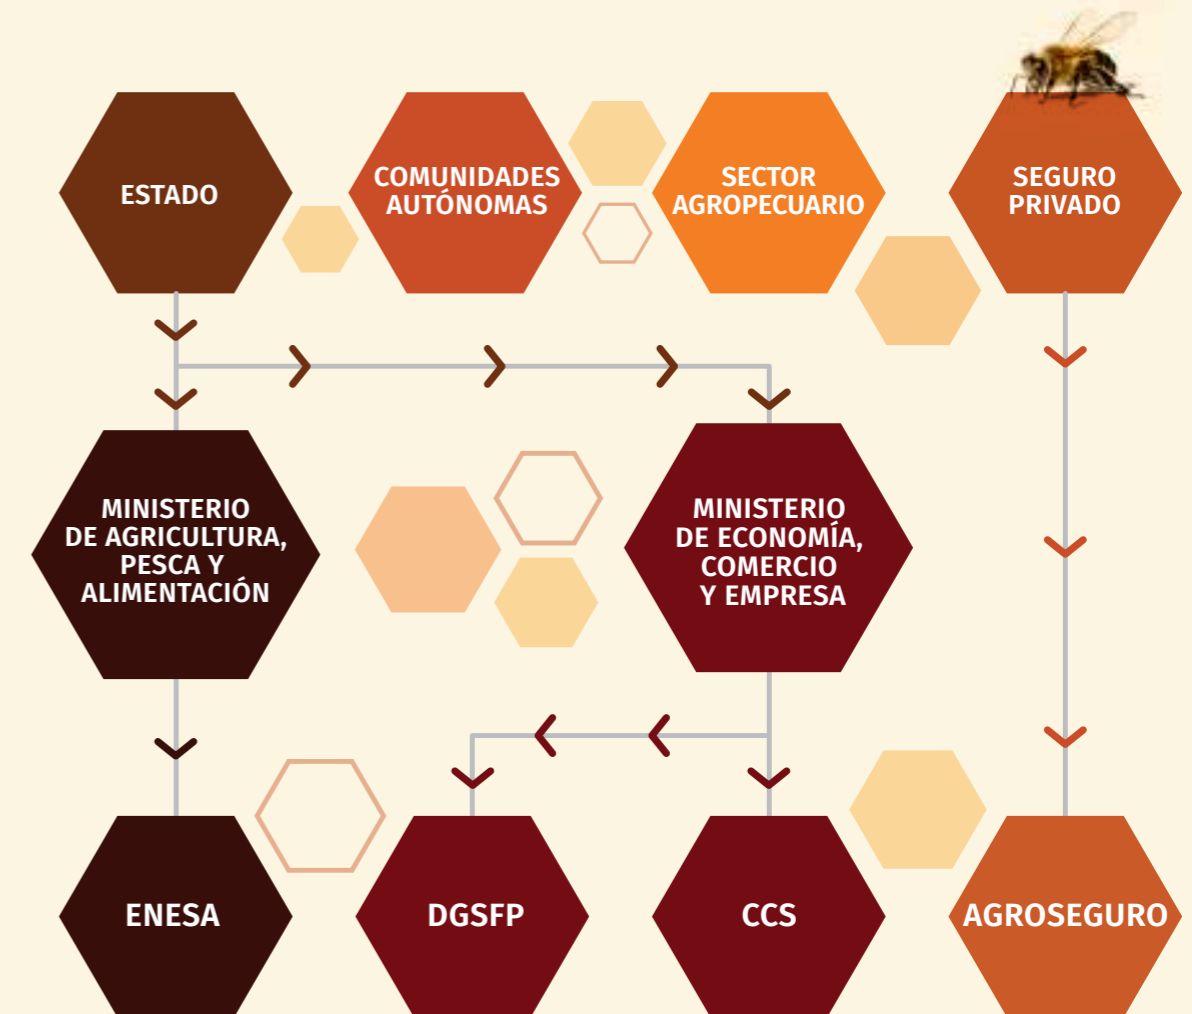 ESTADO
COMUNIDADES
AUTÓNOMAS
SECTOR
AGROPECUARIO
SEGURO
PRIVADO
MINISTERIO
DE AGRICULTURA,
PESCA Y
ALIMENTACIÓN
MINISTERIO
DE ECONOMÍA,
COMERCIO
Y EMPRESA
ENESA
DGSFP
CCS
AGROSEGURO